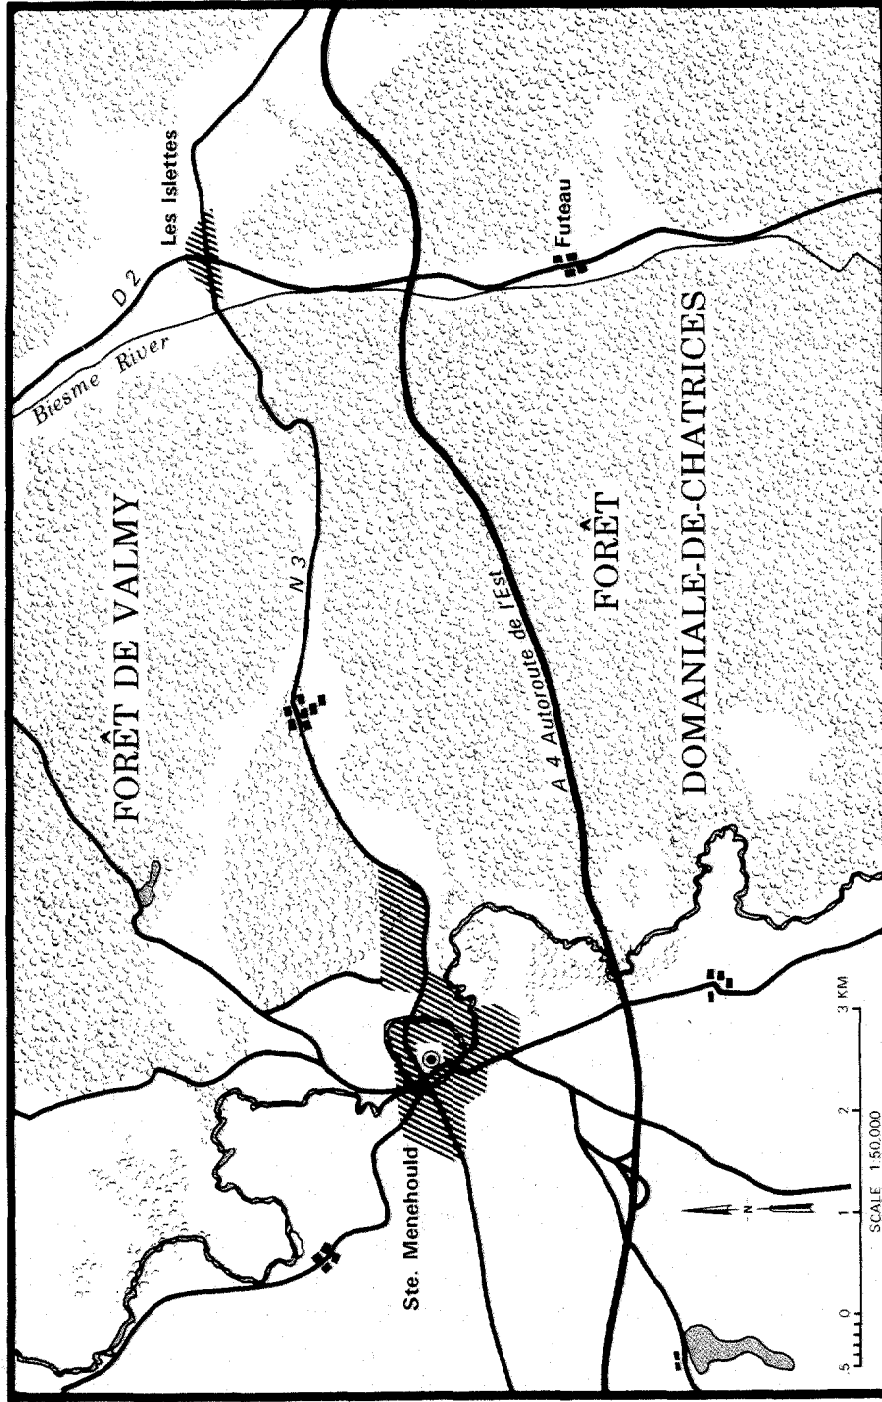 FORÊT DE VALMY
Les Islettes
D 2
Biesme River
N 3
A 4 Autoroute de l'Est
Futeau
FORÊT
DOMANIALE-DE-CHATRICES
Ste. Menehould
N
.5 0 1 2 3 KM
SCALE 1:50,000